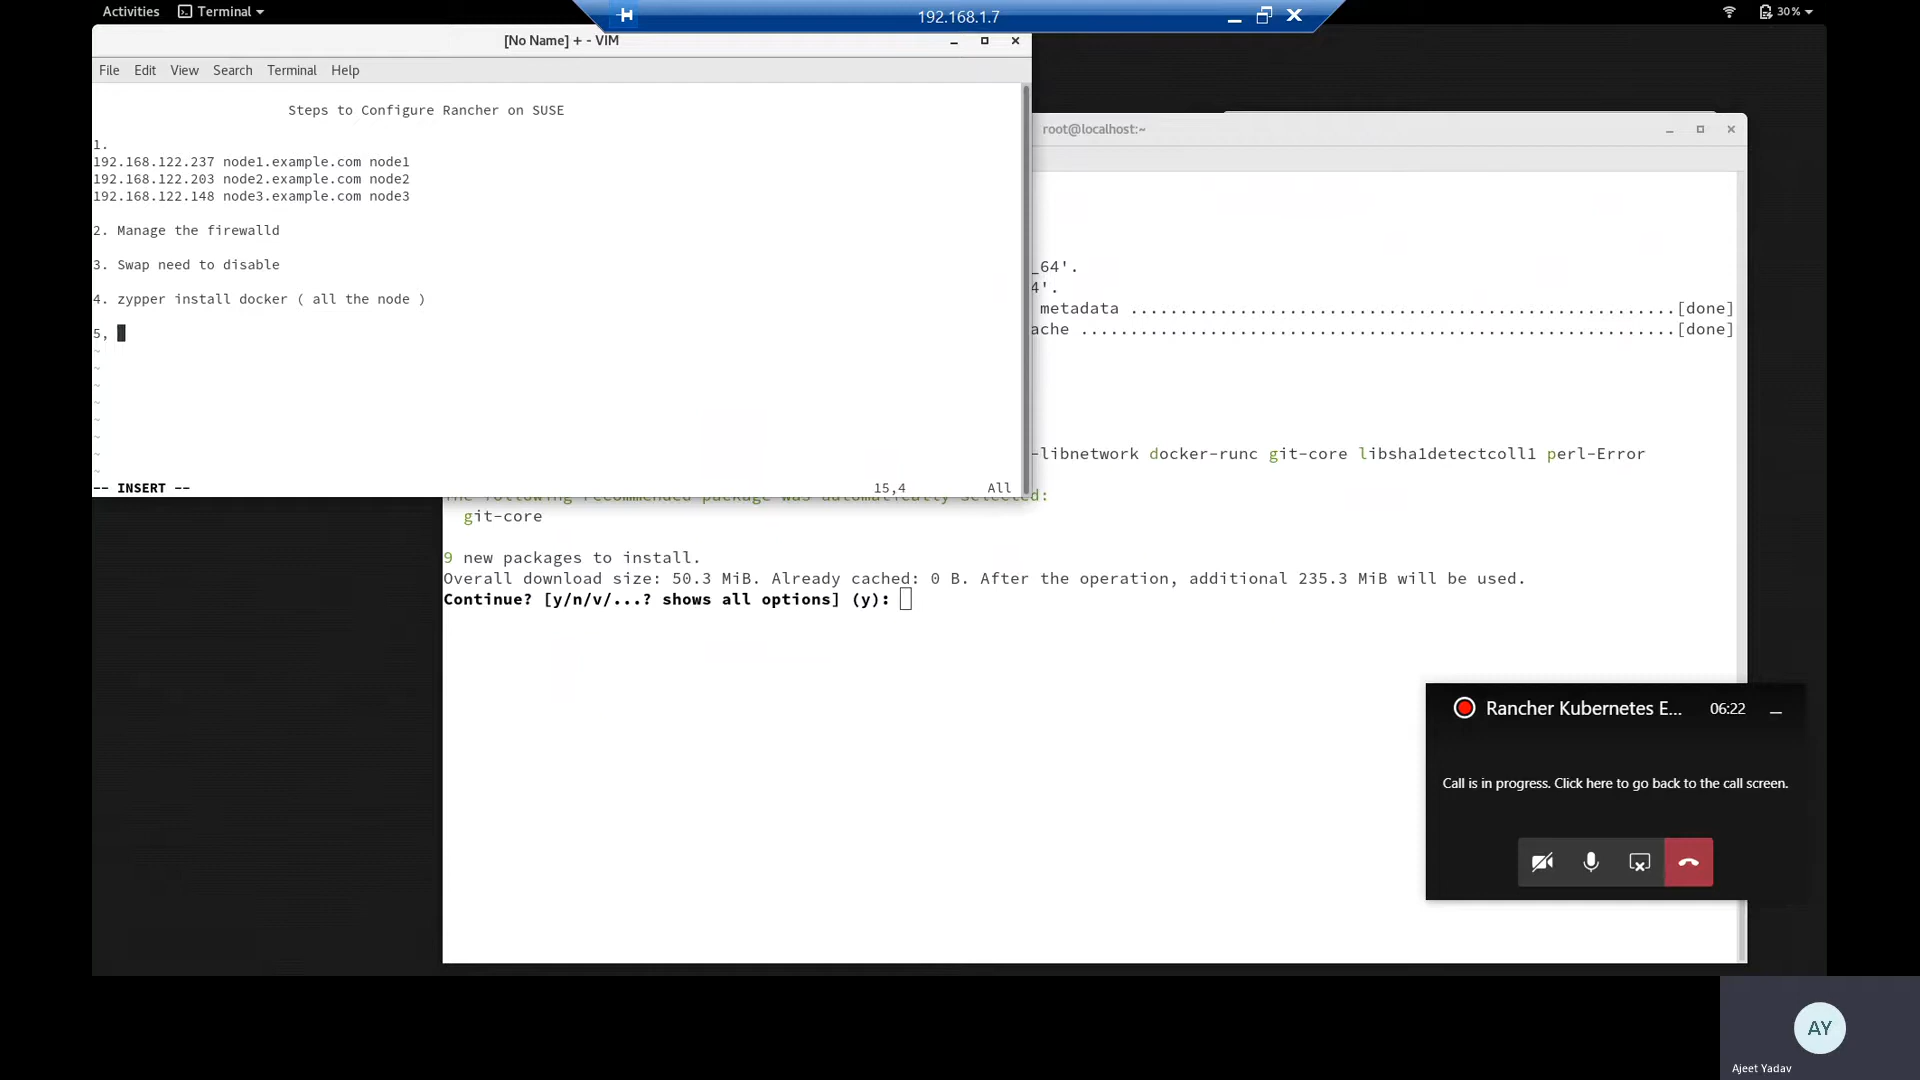 Activities
Terminal
192.168.1.7
30%
[No Name] + - VIM
File Edit View Search Terminal Help
Steps to Configure Rancher on SUSE
1.
192.168.122.237 node1.example.com node1
192.168.122.203 node2.example.com node2
192.168.122.148 node3.example.com node3
2. Manage the firewalld
3. Swap need to disable
4. zypper install docker ( all the node )
5,
~
~
~
~
~
~
~
~
-- INSERT --
15,4
All
root@localhost:~
_64'.
4'.
metadata ......................................................[done]
ache ...........................................................[done]
-libnetwork docker-runc git-core libsha1detectcoll1 perl-Error
The following recommended package was automatically selected:
git-core
9 new packages to install.
Overall download size: 50.3 MiB. Already cached: 0 B. After the operation, additional 235.3 MiB will be used.
Continue? [y/n/v/...? shows all options] (y):
Rancher Kubernetes E...
06:22
Call is in progress. Click here to go back to the call screen.
AY
Ajeet Yadav